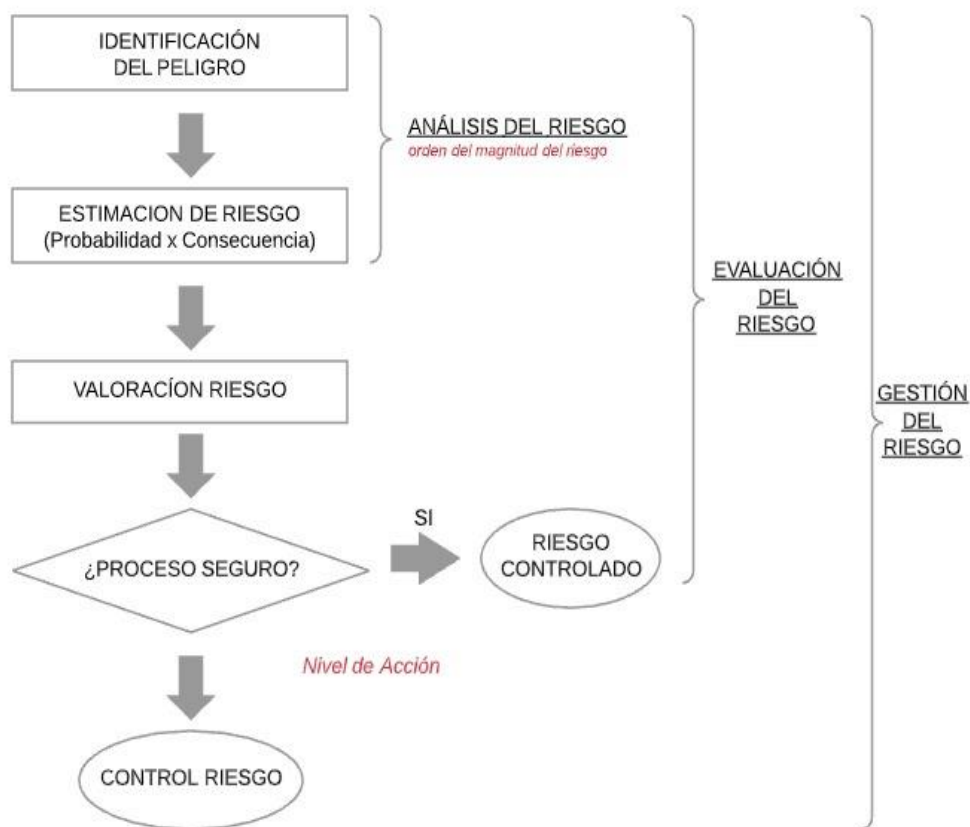 IDENTIFICACIÓN
DEL PELIGRO
ANÁLISIS DEL RIESGO
orden del magnitud del riesgo
ESTIMACION DE RIESGO
(Probabilidad x Consecuencia)
EVALUACIÓN
DEL
RIESGO
VALORACÍON RIESGO
GESTIÓN
DEL
RIESGO
SI
¿PROCESO SEGURO?
RIESGO
CONTROLADO
Nivel de Acción
CONTROL RIESGO